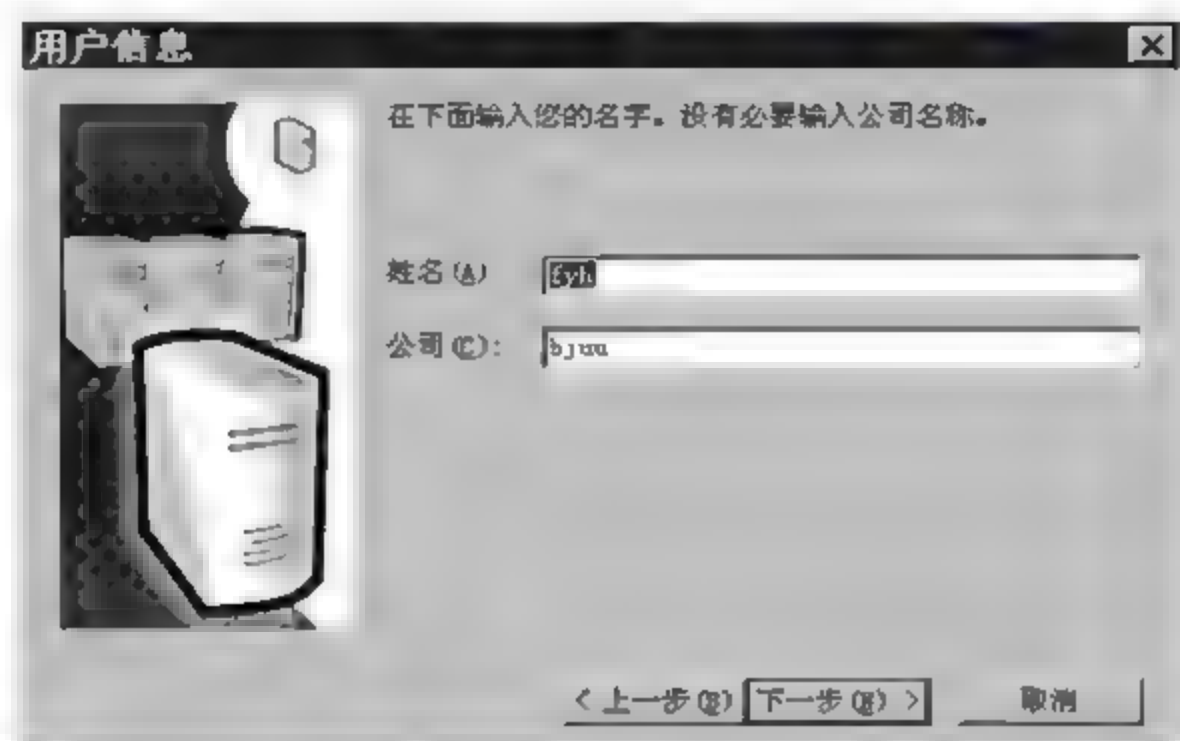 用户信息
在下面输入您的名字。没有必要输入公司名称。
姓名(A) fyh
公司(C): bjuu
< 上一步(B) 下一步(N) > 取消